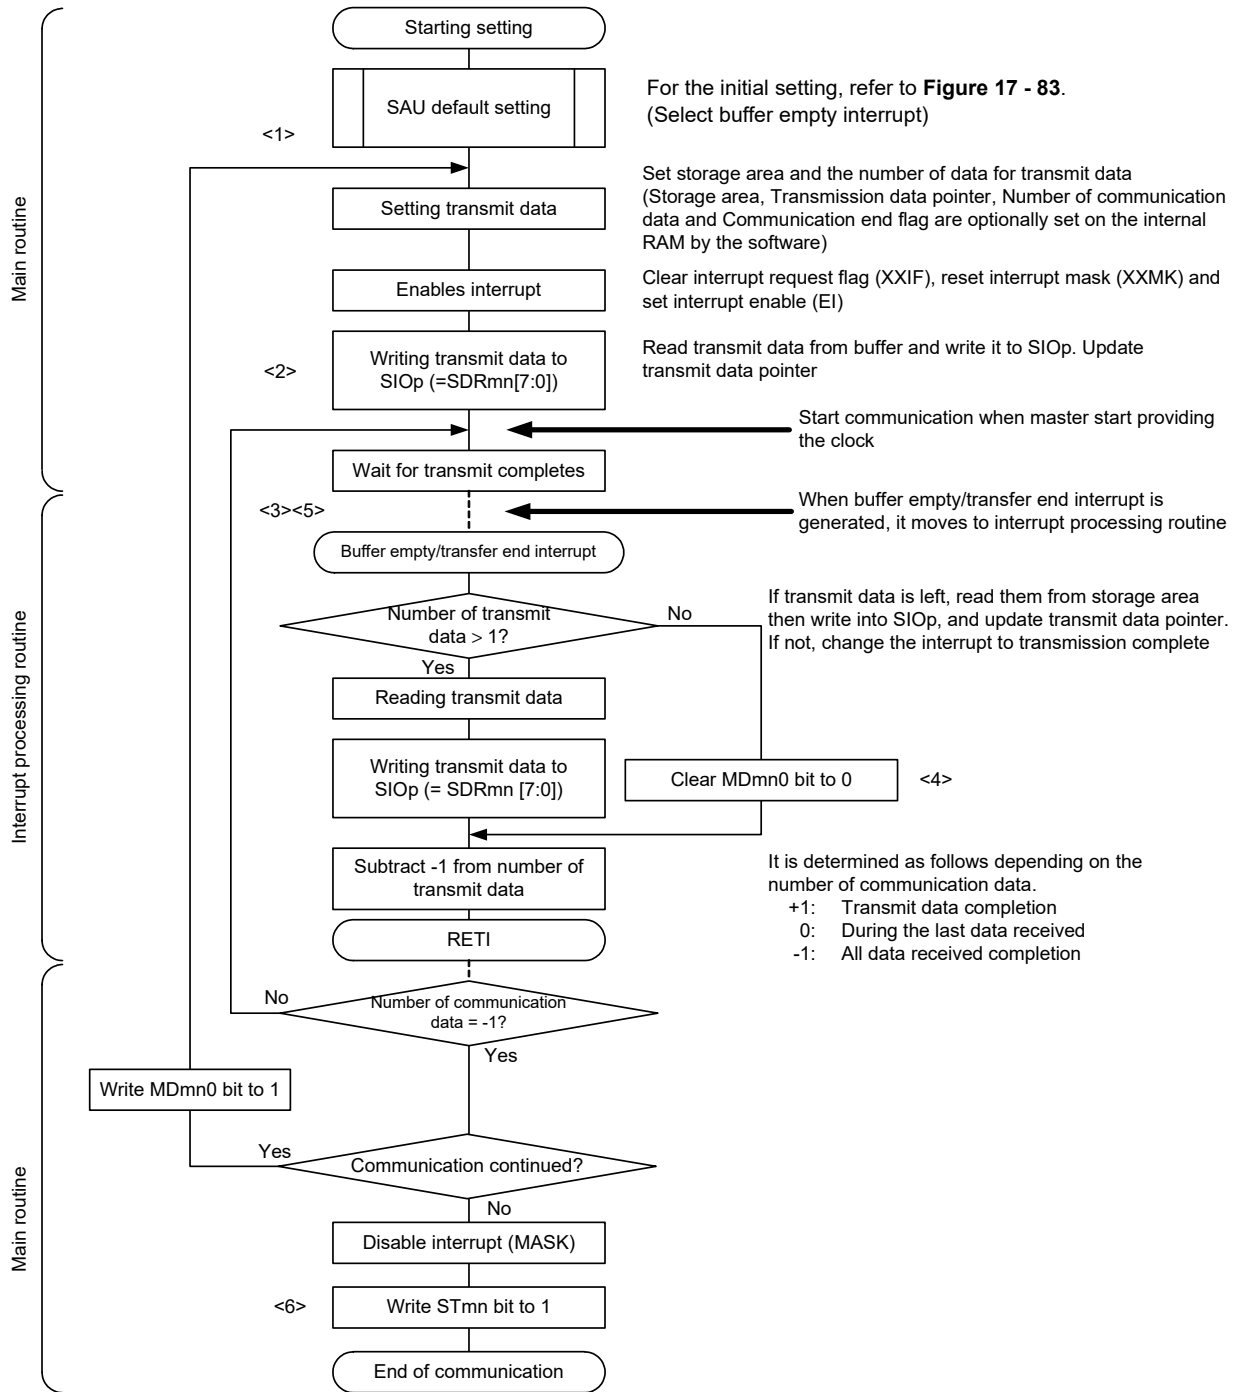 Starting setting
SAU default setting
For the initial setting, refer to Figure 17 - 83.
(Select buffer empty interrupt)
<1>
Main routine
Setting transmit data
Set storage area and the number of data for transmit data
(Storage area, Transmission data pointer, Number of communication
data and Communication end flag are optionally set on the internal
RAM by the software)
Enables interrupt
Clear interrupt request flag (XXIF), reset interrupt mask (XXMK) and
set interrupt enable (EI)
<2>
Writing transmit data to
SIOp (=SDRmn[7:0])
Read transmit data from buffer and write it to SIOp. Update
transmit data pointer
Start communication when master start providing
the clock
Wait for transmit completes
<3><5>
When buffer empty/transfer end interrupt is
generated, it moves to interrupt processing routine
Interrupt processing routine
Buffer empty/transfer end interrupt
Number of transmit
data > 1?
No
Yes
If transmit data is left, read them from storage area
then write into SIOp, and update transmit data pointer.
If not, change the interrupt to transmission complete
Reading transmit data
Writing transmit data to
SIOp (= SDRmn [7:0])
Clear MDmn0 bit to 0
<4>
Subtract -1 from number of
transmit data
It is determined as follows depending on the
number of communication data.
+1: Transmit data completion
0: During the last data received
-1: All data received completion
RETI
Main routine
No
Number of communication
data = -1?
Yes
Write MDmn0 bit to 1
Yes
Communication continued?
No
Disable interrupt (MASK)
<6>
Write STmn bit to 1
End of communication